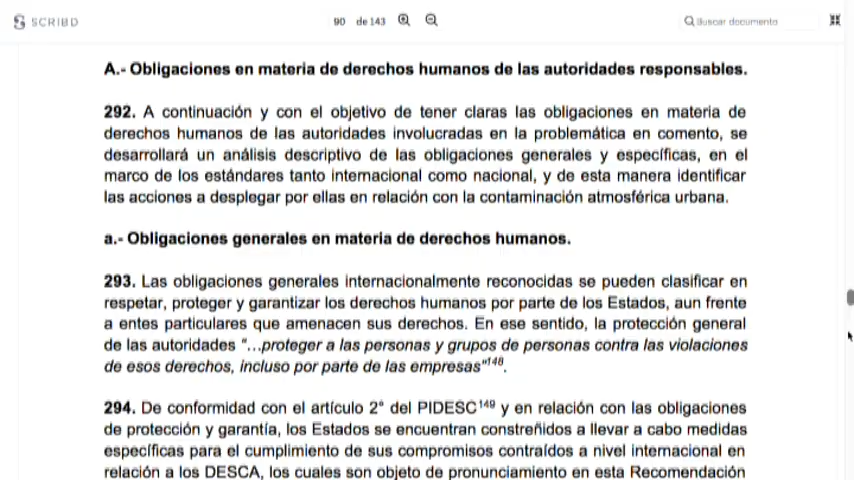 SCRIBD
90 de 143
Buscar documento
A.- Obligaciones en materia de derechos humanos de las autoridades responsables.
292. A continuación y con el objetivo de tener claras las obligaciones en materia de
derechos humanos de las autoridades involucradas en la problemática en comento, se
desarrollará un análisis descriptivo de las obligaciones generales y específicas, en el
marco de los estándares tanto internacional como nacional, y de esta manera identificar
las acciones a desplegar por ellas en relación con la contaminación atmosférica urbana.
a.- Obligaciones generales en materia de derechos humanos.
293. Las obligaciones generales internacionalmente reconocidas se pueden clasificar en
respetar, proteger y garantizar los derechos humanos por parte de los Estados, aun frente
a entes particulares que amenacen sus derechos. En ese sentido, la protección general
de las autoridades "...proteger a las personas y grupos de personas contra las violaciones
de esos derechos, incluso por parte de las empresas"148.
294. De conformidad con el artículo 2° del PIDESC149 y en relación con las obligaciones
de protección y garantía, los Estados se encuentran constreñidos a llevar a cabo medidas
específicas para el cumplimiento de sus compromisos contraídos a nivel internacional en
relación a los DESCA, los cuales son objeto de pronunciamiento en esta Recomendación